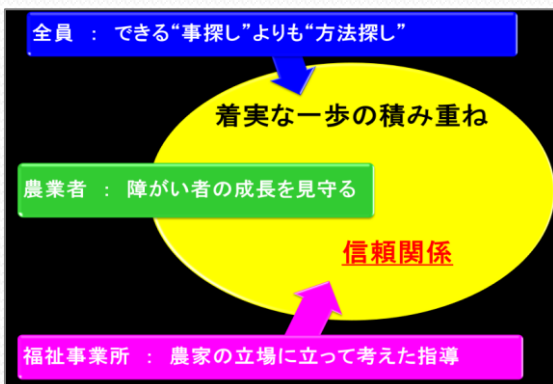 全員 ： できる“事探し”よりも“方法探し”
着実な一歩の積み重ね
農業者 ： 障がい者の成長を見守る
信頼関係
福祉事業所 ： 農家の立場に立って考えた指導